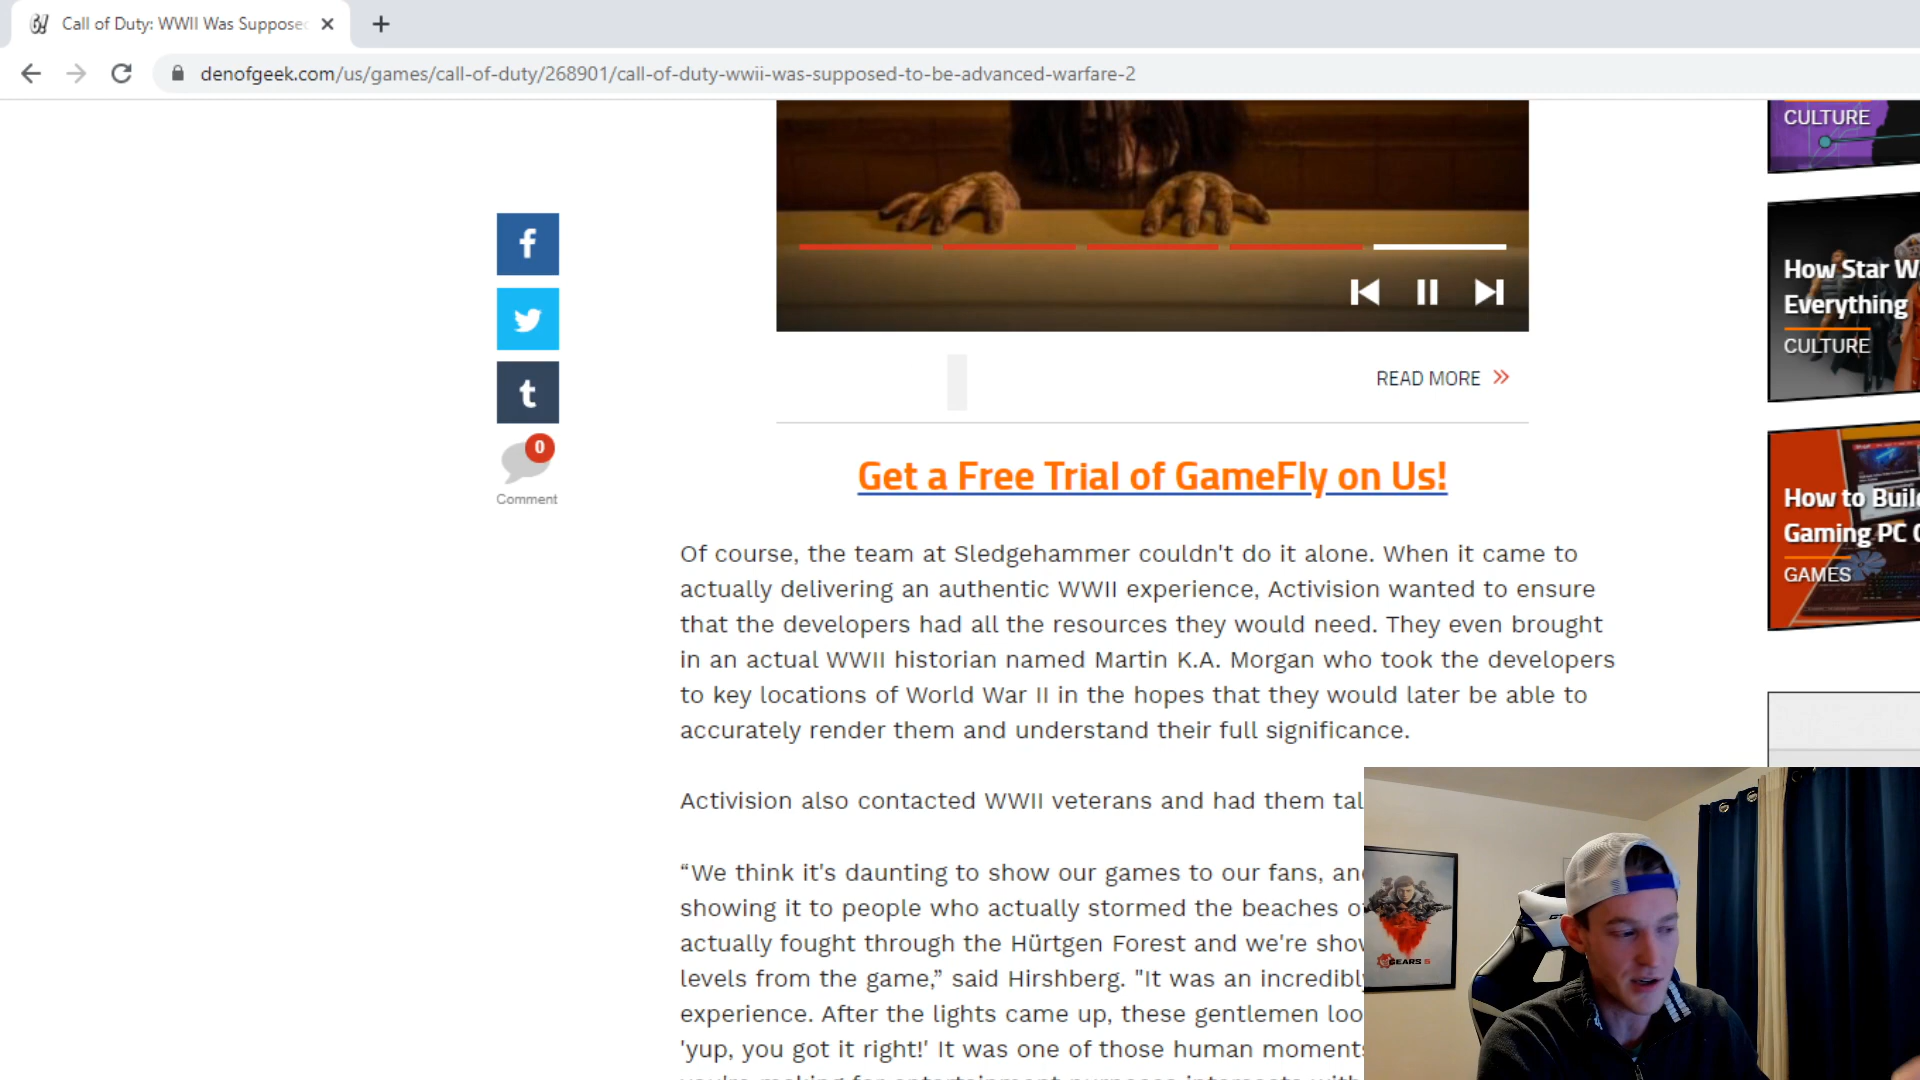 Call of Duty: WWII Was Supposed
denofgeek.com/us/games/call-of-duty/268901/call-of-duty-wwii-was-supposed-to-be-advanced-warfare-2
CULTURE
How Star W
Everything
CULTURE
How to Build
Gaming PC
GAMES
0
Comment
READ MORE
Get a Free Trial of GameFly on Us!
Of course, the team at Sledgehammer couldn't do it alone. When it came to
actually delivering an authentic WWII experience, Activision wanted to ensure
that the developers had all the resources they would need. They even brought
in an actual WWII historian named Martin K.A. Morgan who took the developers
to key locations of World War II in the hopes that they would later be able to
accurately render them and understand their full significance.
Activision also contacted WWII veterans and had them tal
“We think it's daunting to show our games to our fans, and
showing it to people who actually stormed the beaches o
actually fought through the Hürtgen Forest and we're show
levels from the game,” said Hirshberg. "It was an incredibl
experience. After the lights came up, these gentlemen loo
'yup, you got it right!' It was one of those human moments
GEARS 5